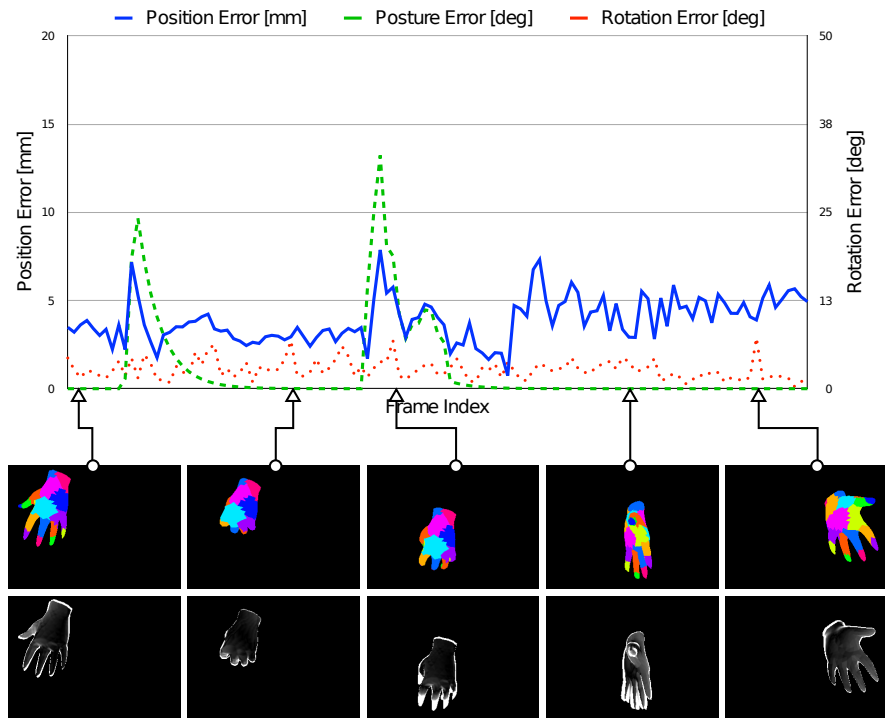 Position Error [mm] Posture Error [deg] Rotation Error [deg]
20 50
15 38
10 25
5 13
0 0
Position Error [mm]
Rotation Error [deg]
Frame Index